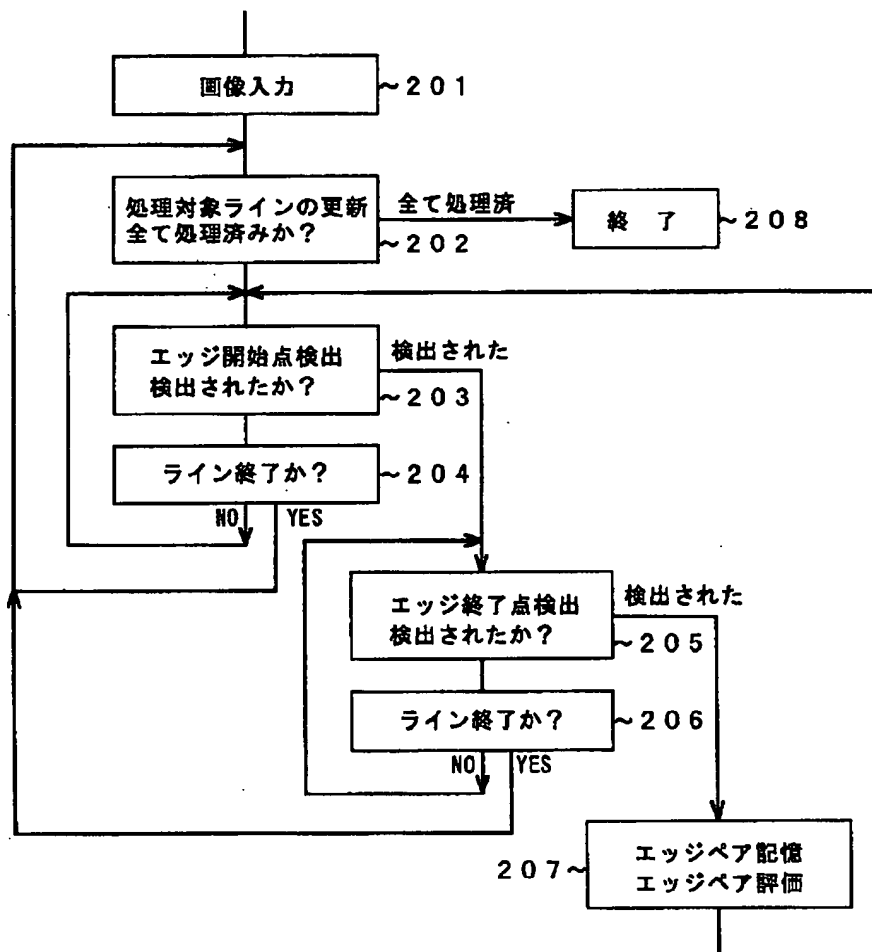 画像入力
～２０１
処理対象ラインの更新
全て処理済みか？
～２０２
全て処理済
終 了
～２０８
エッジ開始点検出
検出されたか？
～２０３
検出された
ライン終了か？
～２０４
NO
YES
エッジ終了点検出
検出されたか？
～２０５
検出された
ライン終了か？
～２０６
NO
YES
２０７～
エッジペア記憶
エッジペア評価